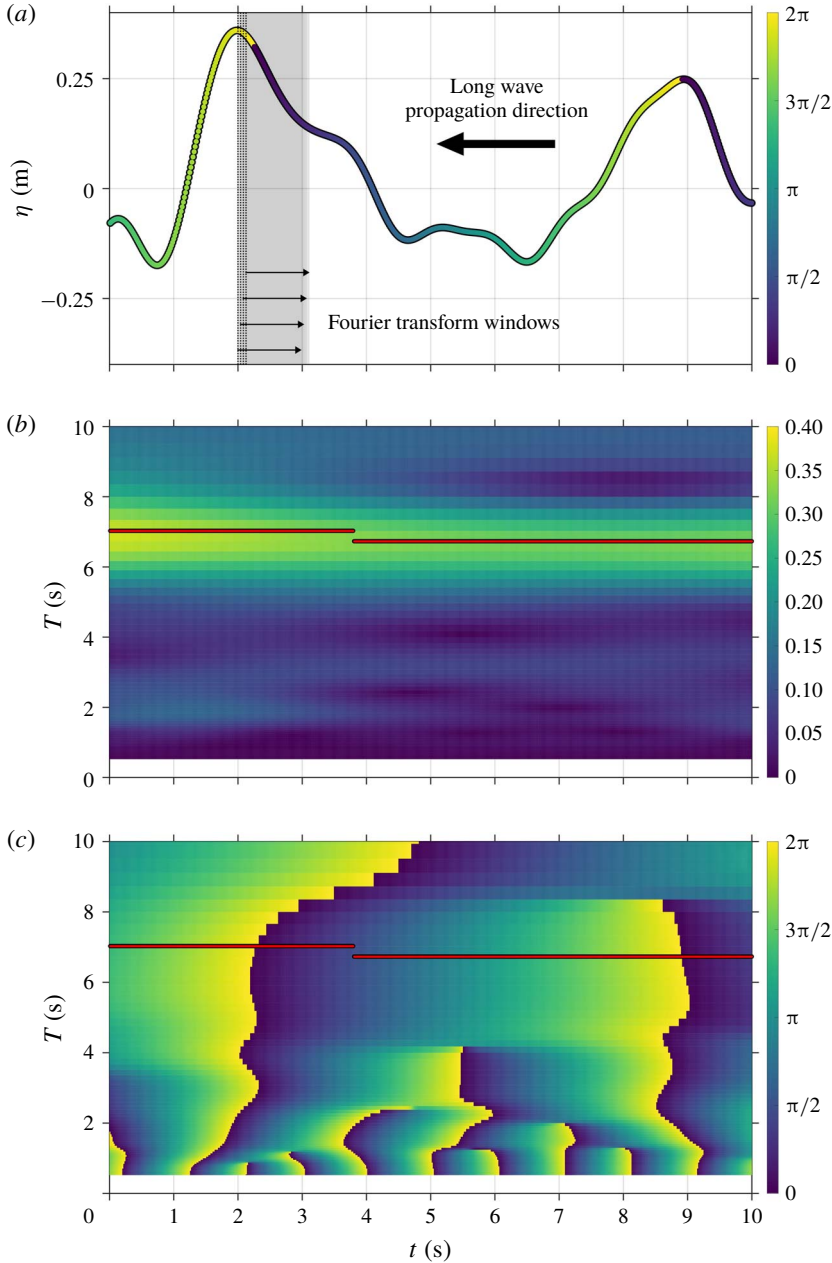 (a)
η (m)
0.25
0
−0.25
Long wave
propagation direction
Fourier transform windows
2π
3π/2
π
π/2
0
(b)
T (s)
10
8
6
4
2
0
0.40
0.35
0.30
0.25
0.20
0.15
0.10
0.05
0
(c)
T (s)
10
8
6
4
2
0 1 2 3 4 5 6 7 8 9 10
t (s)
2π
3π/2
π
π/2
0